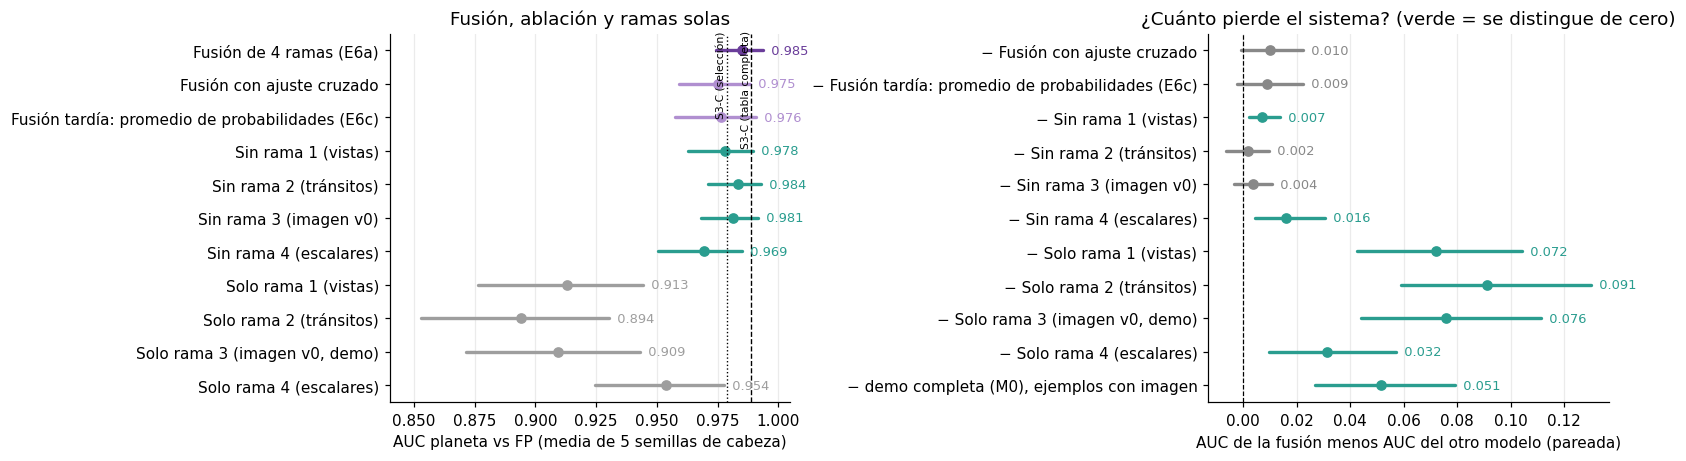 Fusión, ablación y ramas solas
Fusión de 4 ramas (E6a)
Fusión con ajuste cruzado
Fusión tardía: promedio de probabilidades (E6c)
Sin rama 1 (vistas)
Sin rama 2 (tránsitos)
Sin rama 3 (imagen v0)
Sin rama 4 (escalares)
Solo rama 1 (vistas)
Solo rama 2 (tránsitos)
Solo rama 3 (imagen v0, demo)
Solo rama 4 (escalares)
0.985
0.975
0.976
0.978
0.984
0.981
0.969
0.913
0.894
0.909
0.954
S3-C (selección)
S3-C (tabla completa)
0.850 0.875 0.900 0.925 0.950 0.975 1.000
AUC planeta vs FP (media de 5 semillas de cabeza)
¿Cuánto pierde el sistema? (verde = se distingue de cero)
− Fusión con ajuste cruzado
− Fusión tardía: promedio de probabilidades (E6c)
− Sin rama 1 (vistas)
− Sin rama 2 (tránsitos)
− Sin rama 3 (imagen v0)
− Sin rama 4 (escalares)
− Solo rama 1 (vistas)
− Solo rama 2 (tránsitos)
− Solo rama 3 (imagen v0, demo)
− Solo rama 4 (escalares)
− demo completa (M0), ejemplos con imagen
0.010
0.009
0.007
0.002
0.004
0.016
0.072
0.091
0.076
0.032
0.051
0.00 0.02 0.04 0.06 0.08 0.10 0.12
AUC de la fusión menos AUC del otro modelo (pareada)